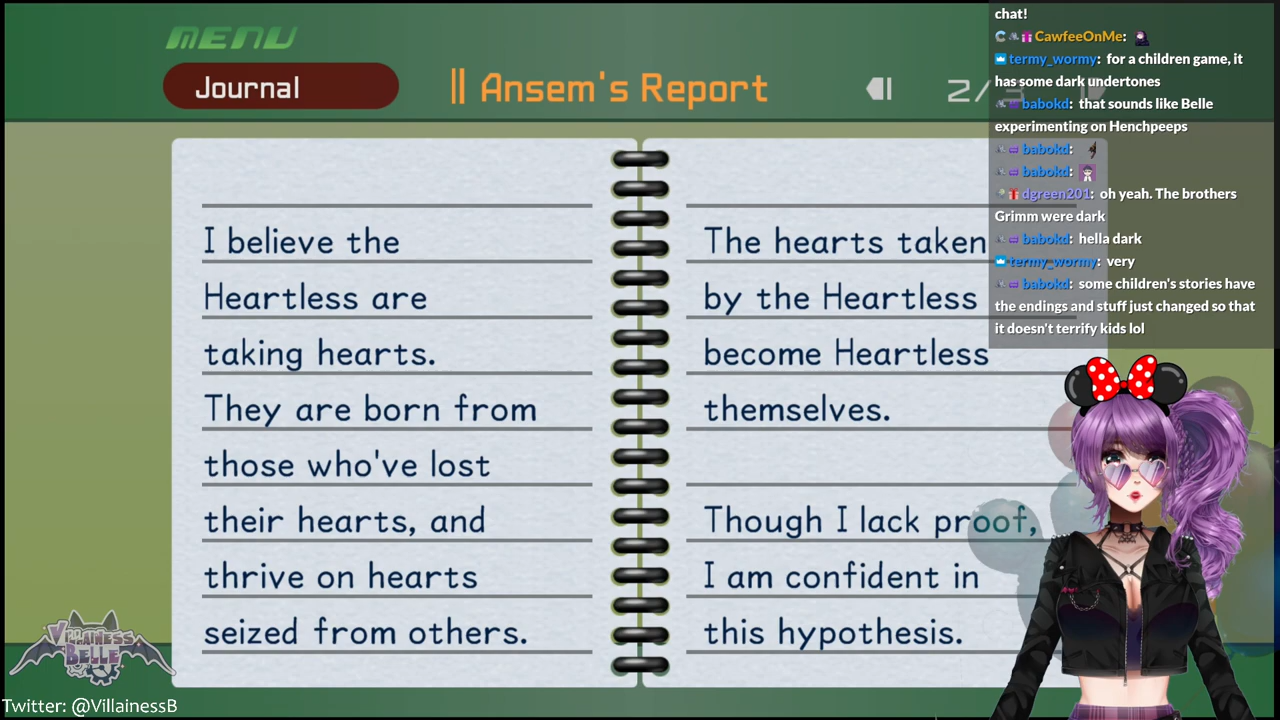 MENU
Journal
Ansem's Report
2/3
I believe the
Heartless are
taking hearts.
They are born from
those who've lost
their hearts, and
thrive on hearts
seized from others.
The hearts taken
by the Heartless
become Heartless
themselves.
Though I lack proof,
I am confident in
this hypothesis.
chat!
CawfeeOnMe:
termy_wormy: for a children game, it
has some dark undertones
babokd: that sounds like Belle
experimenting on Henchpeeps
babokd:
babokd:
dgreen201: oh yeah. The brothers
Grimm were dark
babokd: hella dark
termy_wormy: very
babokd: some children's stories have
the endings and stuff just changed so that
it doesn't terrify kids lol
VILLAINESS
BELLE
Twitter: @VillainessB